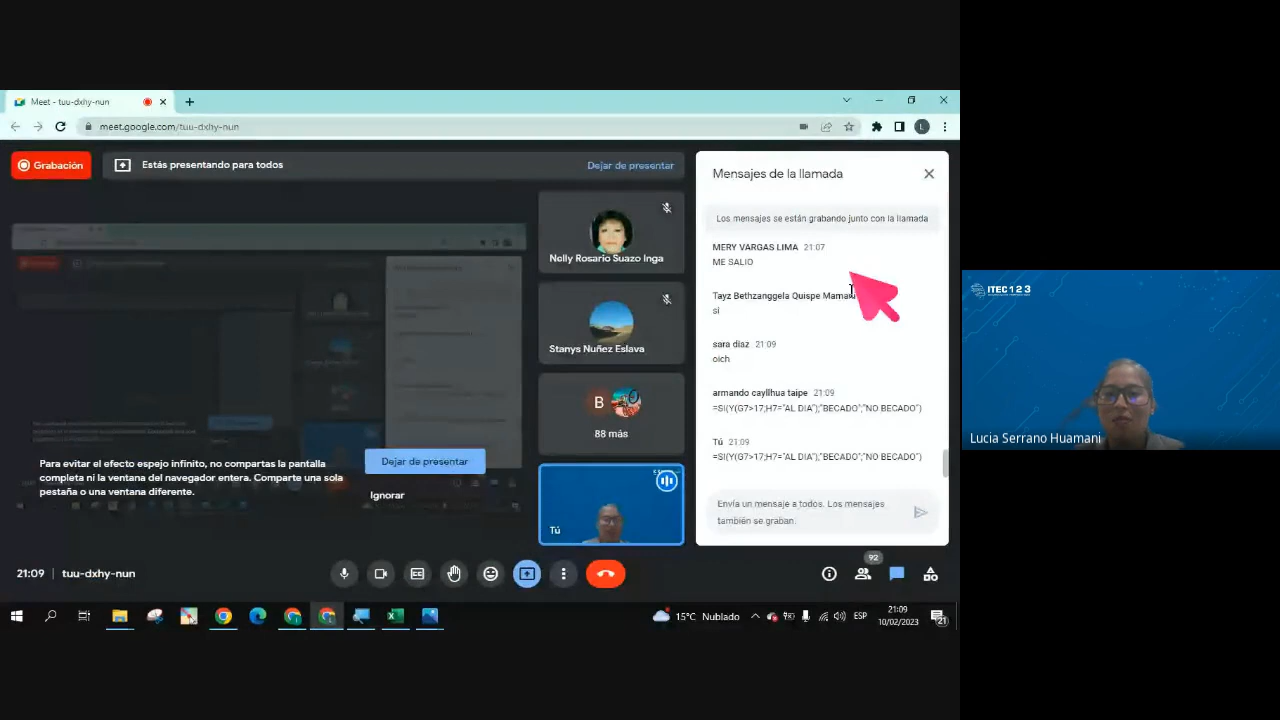 Meet - tuu-dxhy-nun
meet.google.com/tuu-dxhy-nun
L
Grabación
Estás presentando para todos
Dejar de presentar
Mensajes de la llamada
Los mensajes se están grabando junto con la llamada
MERY VARGAS LIMA 21:07
ME SALIO
Tayz Bethzanggela Quispe Mamani
si
sara diaz 21:09
oich
armando cayllhua taipe 21:09
=SI(Y(G7>17;H7="AL DIA");"BECADO";"NO BECADO")
Tú 21:09
=SI(Y(G7>17;H7="AL DIA");"BECADO";"NO BECADO")
Envía un mensaje a todos. Los mensajes
también se graban.
Nelly Rosario Suazo Inga
Stanys Nuñez Eslava
B
88 más
Tú
Para evitar el efecto espejo infinito, no compartas la pantalla
completa ni la ventana del navegador entera. Comparte una sola
pestaña o una ventana diferente.
Dejar de presentar
Ignorar
21:09 | tuu-dxhy-nun
92
15°C Nublado
ESP
21:09
10/02/2023
21
ITEC 1 2 3
Lucia Serrano Huamani